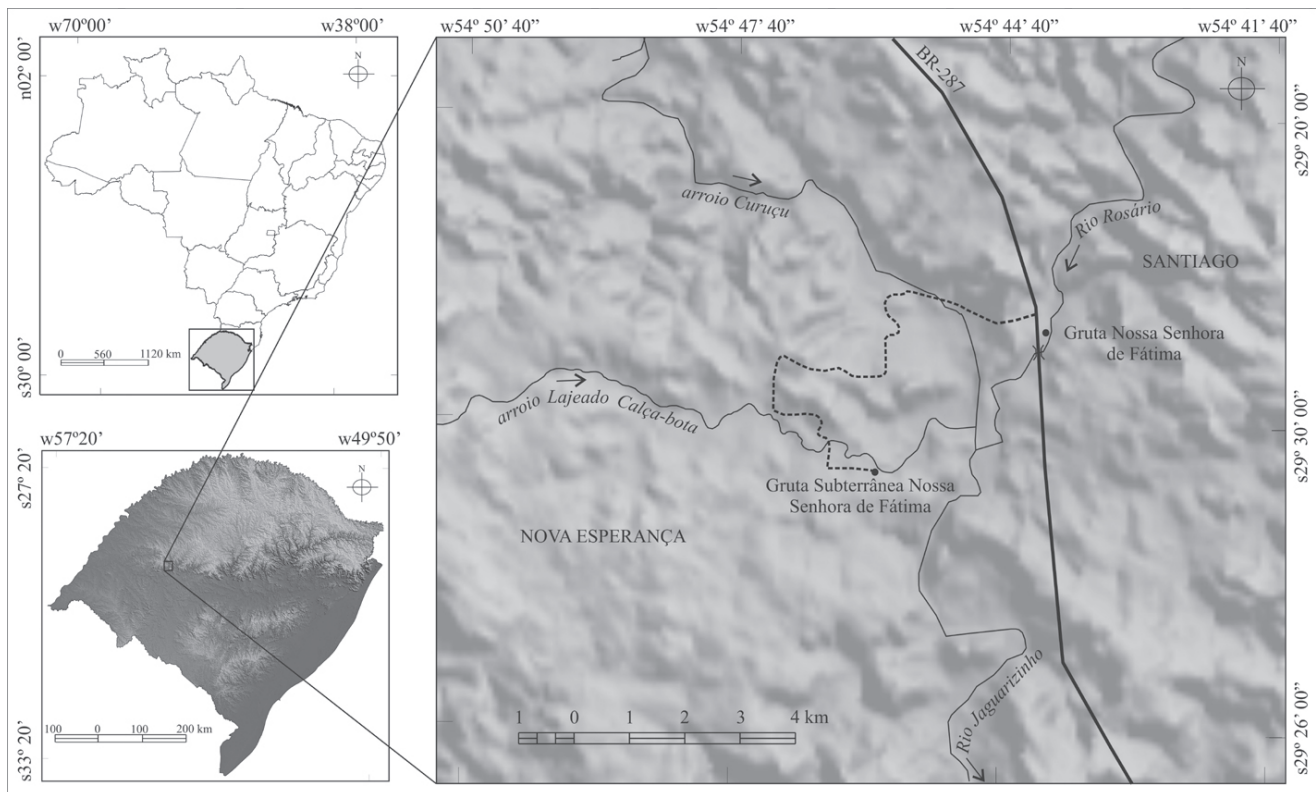 w70º00’
w38º00’
n02º 00’
N
0 560 1120 km
s30º 00’
w57º20’
w49º50’
s27º 20’
N
100 0 100 200 km
s33º 20’
w54º 50’ 40”
w54º 47’ 40”
w54º 44’ 40”
w54º 41’ 40”
BR-287
N
s29º 20’ 00”
arroio Curuçu
Rio Rosário
SANTIAGO
Gruta Nossa Senhora
de Fátima
arroio Lajeado Calça-bota
s29º 30’ 00”
Gruta Subterrânea Nossa
Senhora de Fátima
NOVA ESPERANÇA
Rio Jaguarizinho
1 0 1 2 3 4 km
s29º 26’ 00”